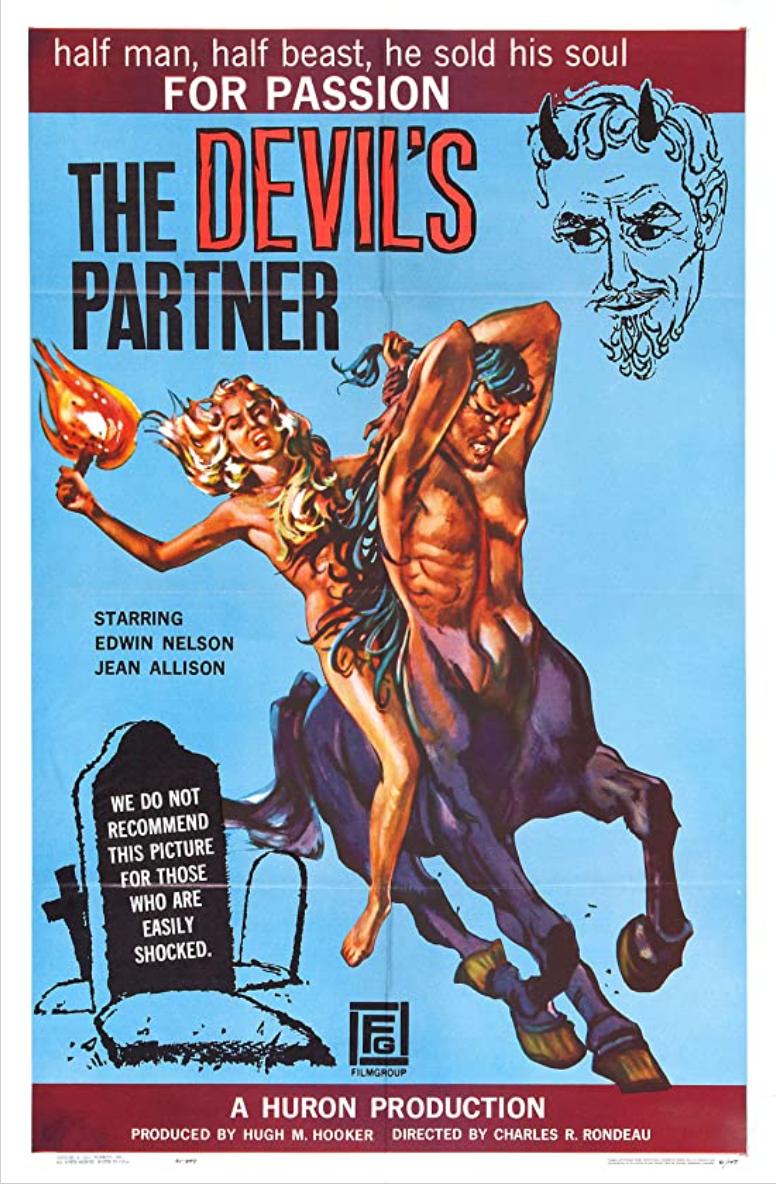 half man, half beast, he sold his soul
FOR PASSION
THE DEVIL'S
PARTNER
STARRING
EDWIN NELSON
JEAN ALLISON
WE DO NOT
RECOMMEND
THIS PICTURE
FOR THOSE
WHO ARE
EASILY
SHOCKED.
FG
FILMGROUP
A HURON PRODUCTION
PRODUCED BY HUGH M. HOOKER DIRECTED BY CHARLES R. RONDEAU